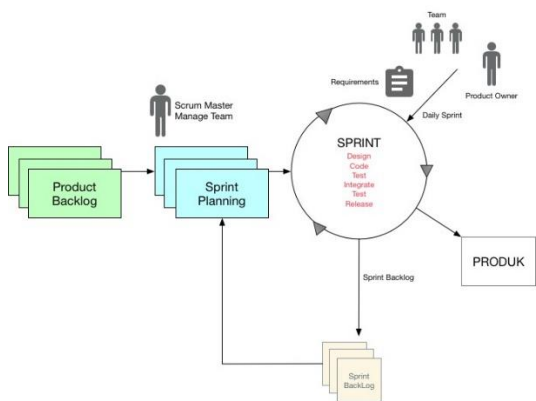 Team
Requirements
Product Owner
Scrum Master
Manage Team
Daily Sprint
SPRINT
Design
Code
Test
Integrate
Test
Release
Product
Backlog
Sprint
Planning
PRODUK
Sprint Backlog
Sprint
BackLog